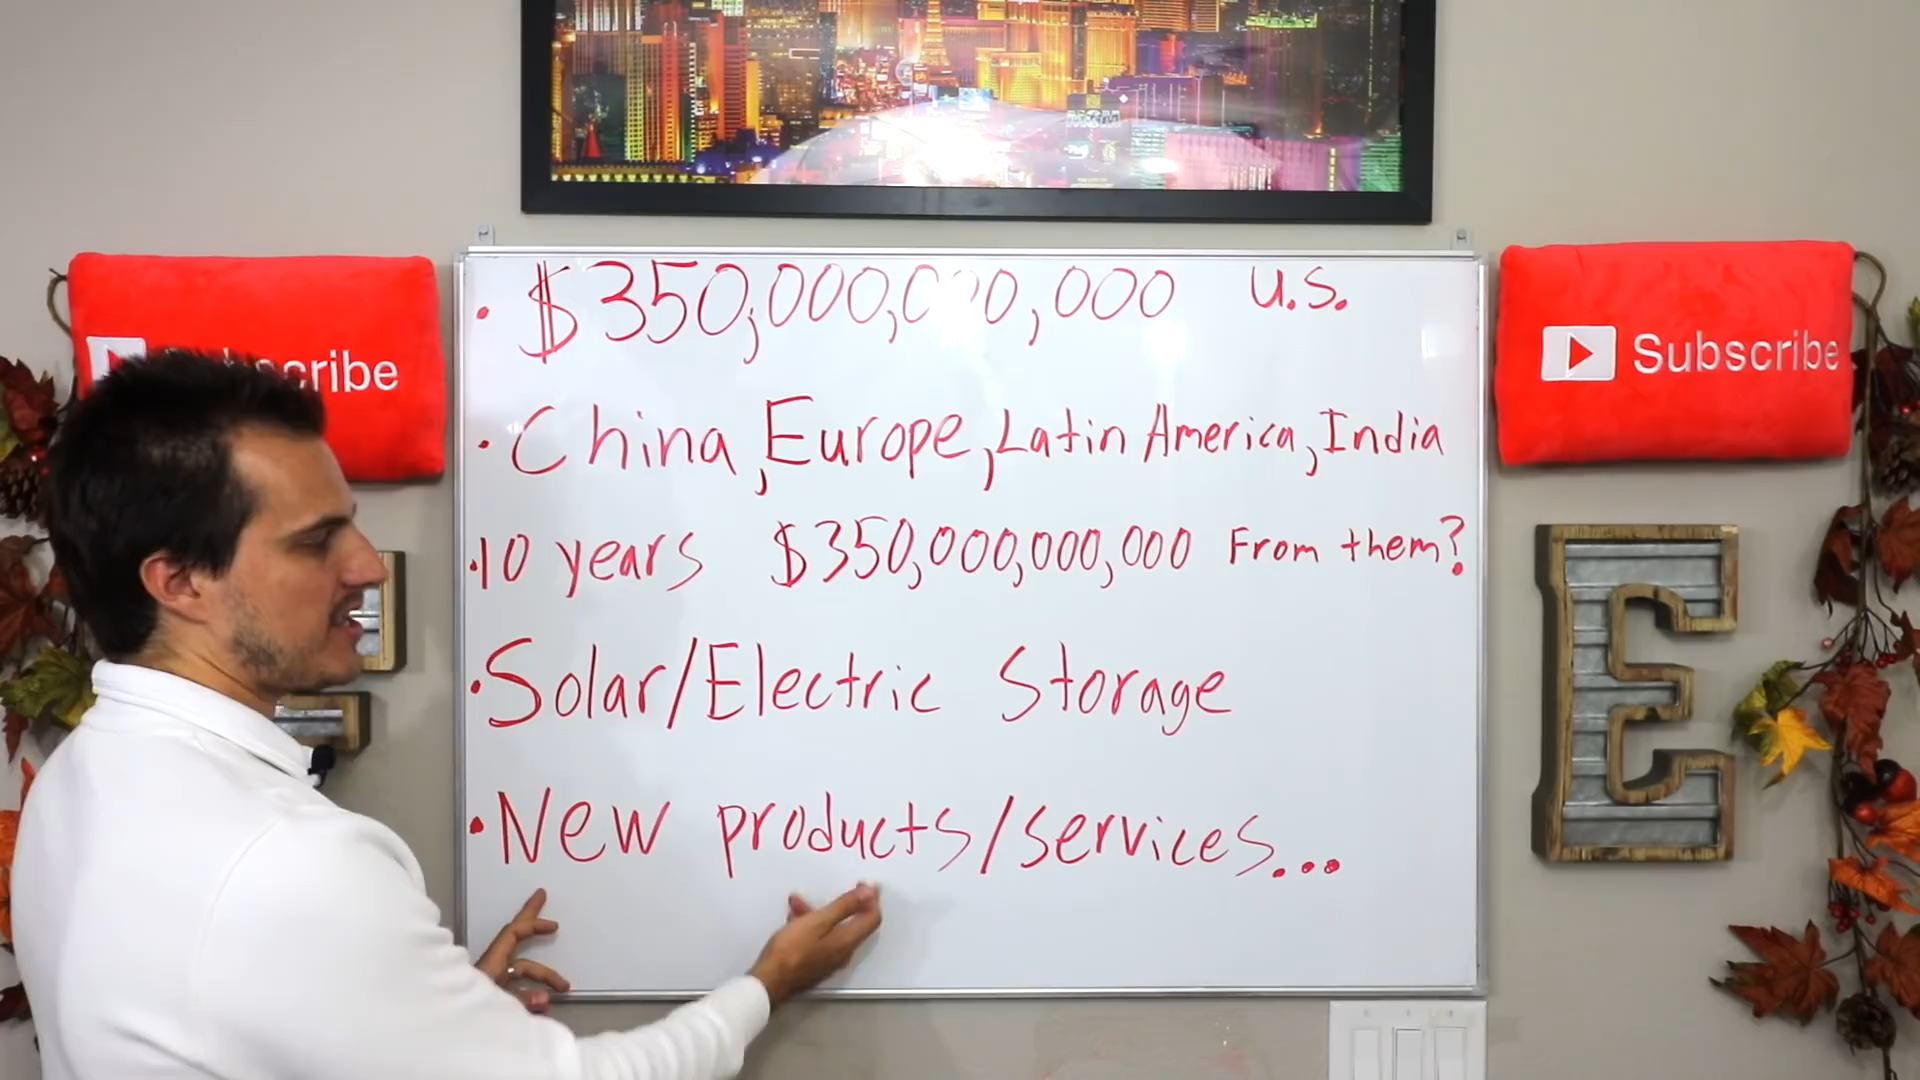 • $350,000,000,000 U.S.
Subscribe
Subscribe
• China, Europe, Latin America, India
• 10 years $350,000,000,000 From them?
• Solar/Electric Storage
• New products/services...
E